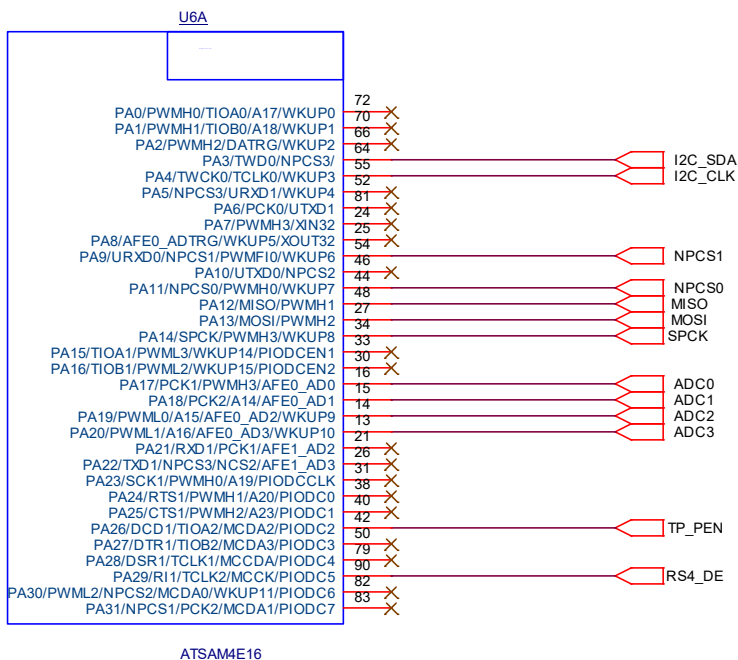 U6A
PA0/PWMH0/TIOA0/A17/WKUP0 72
PA1/PWMH1/TIOB0/A18/WKUP1 70
PA2/PWMH2/DATRG/WKUP2 66
PA3/TWD0/NPCS3/ 64 I2C_SDA
PA4/TWCK0/TCLK0/WKUP3 55 I2C_CLK
PA5/NPCS3/URXD1/WKUP4 52
PA6/PCK0/UTXD1 81
PA7/PWMH3/XIN32 24
PA8/AFE0_ADTRG/WKUP5/XOUT32 25
PA9/URXD0/NPCS1/PWMFI0/WKUP6 54 NPCS1
PA10/UTXD0/NPCS2 46
PA11/NPCS0/PWMH0/WKUP7 44 NPCS0
PA12/MISO/PWMH1 48 MISO
PA13/MOSI/PWMH2 27 MOSI
PA14/SPCK/PWMH3/WKUP8 34 SPCK
PA15/TIOA1/PWML3/WKUP14/PIODCEN1 33
PA16/TIOB1/PWML2/WKUP15/PIODCEN2 30
PA17/PCK1/PWMH3/AFE0_AD0 16 ADC0
PA18/PCK2/A14/AFE0_AD1 15 ADC1
PA19/PWML0/A15/AFE0_AD2/WKUP9 14 ADC2
PA20/PWML1/A16/AFE0_AD3/WKUP10 13 ADC3
PA21/RXD1/PCK1/AFE1_AD2 21
PA22/TXD1/NPCS3/NCS2/AFE1_AD3 26
PA23/SCK1/PWMH0/A19/PIODCCLK 31
PA24/RTS1/PWMH1/A20/PIODC0 38
PA25/CTS1/PWMH2/A23/PIODC1 40
PA26/DCD1/TIOA2/MCDA2/PIODC2 42 TP_PEN
PA27/DTR1/TIOB2/MCDA3/PIODC3 50
PA28/DSR1/TCLK1/MCCDA/PIODC4 79
PA29/RI1/TCLK2/MCCK/PIODC5 90 RS4_DE
PA30/PWML2/NPCS2/MCDA0/WKUP11/PIODC6 82
PA31/NPCS1/PCK2/MCDA1/PIODC7 83
ATSAM4E16